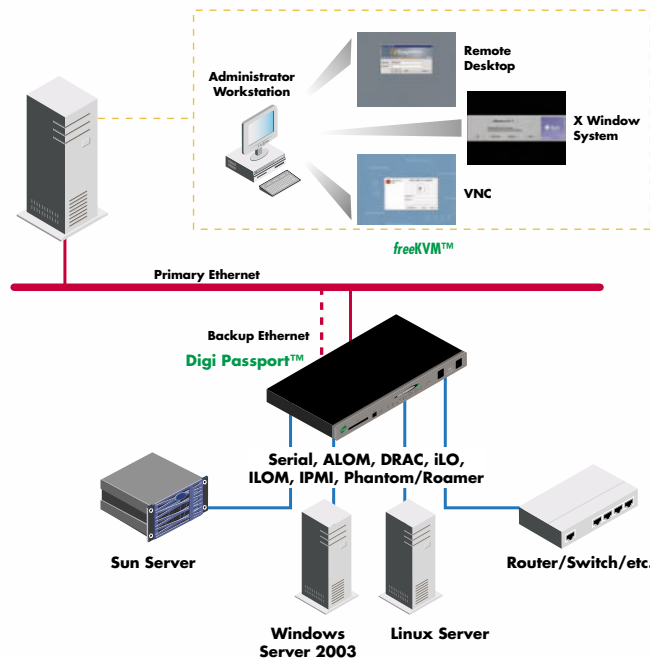 Administrator
Workstation
Remote
Desktop
X Window
System
VNC
freeKVM™
Primary Ethernet
Backup Ethernet
Digi Passport™
Serial, ALOM, DRAC, iLO,
ILOM, IPMI, Phantom/Roamer
Sun Server
Router/Switch/etc.
Windows
Server 2003
Linux Server